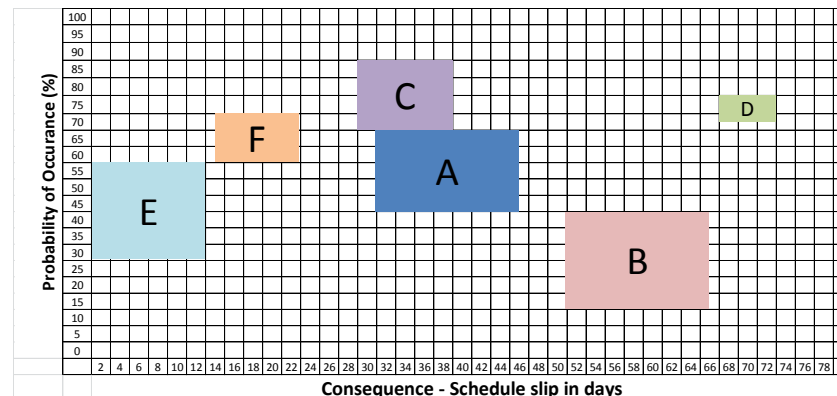 Probability of Occurance (%)
100
95
90
85
80
75
70
65
60
55
50
45
40
35
30
25
20
15
10
5
0
C
D
F
A
E
B
2 4 6 8 10 12 14 16 18 20 22 24 26 28 30 32 34 36 38 40 42 44 46 48 50 52 54 56 58 60 62 64 66 68 70 72 74 76 78
Consequence - Schedule slip in days